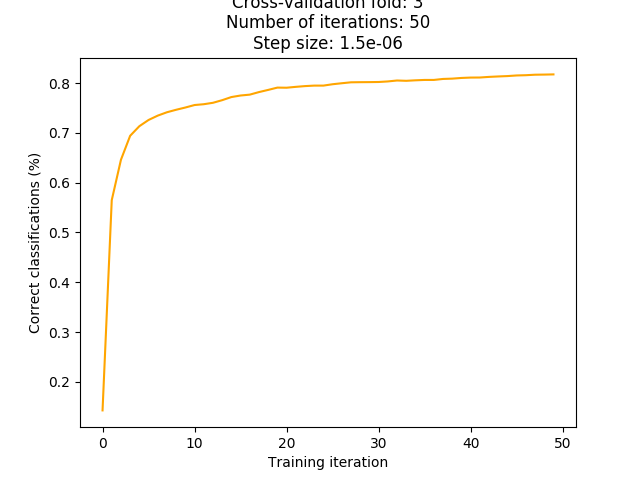 Cross-validation fold: 3
Number of iterations: 50
Step size: 1.5e-06
0.8
0.7
0.6
0.5
0.4
0.3
0.2
Correct classifications (%)
0 10 20 30 40 50
Training iteration